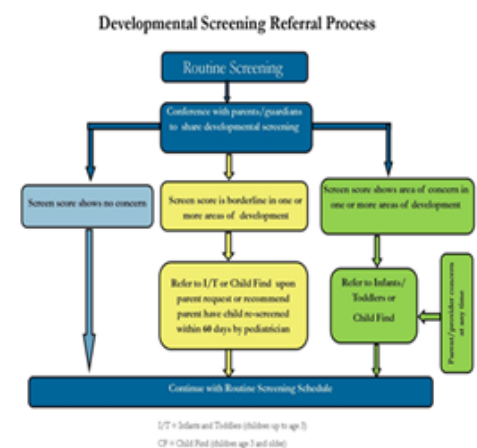 Developmental Screening Referral Process
Routine Screening
Conference with parents/guardians
to share developmental screening
Screen score shows no concern
Screen score is borderline in one or
more areas of development
Screen score shows area of concern in
one or more areas of development
Refer to I/T or Child Find upon
parent request or recommend
parent have child re-screened
within 60 days by pediatrician
Refer to Infants/
Toddlers or
Child Find
Parent/provider concern
at any time
Continue with Routine Screening Schedule
I/T = Infants and Toddlers (children up to age 3)
CF = Child Find (children age 3 and older)